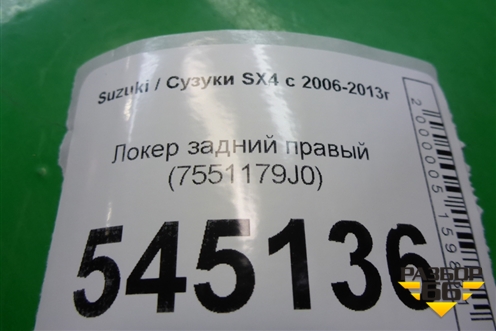 Suzuki / Сузуки SX4 с 2006-2013г
Локер задний правый
(7551179J0)
545136
РАЗБОР
66